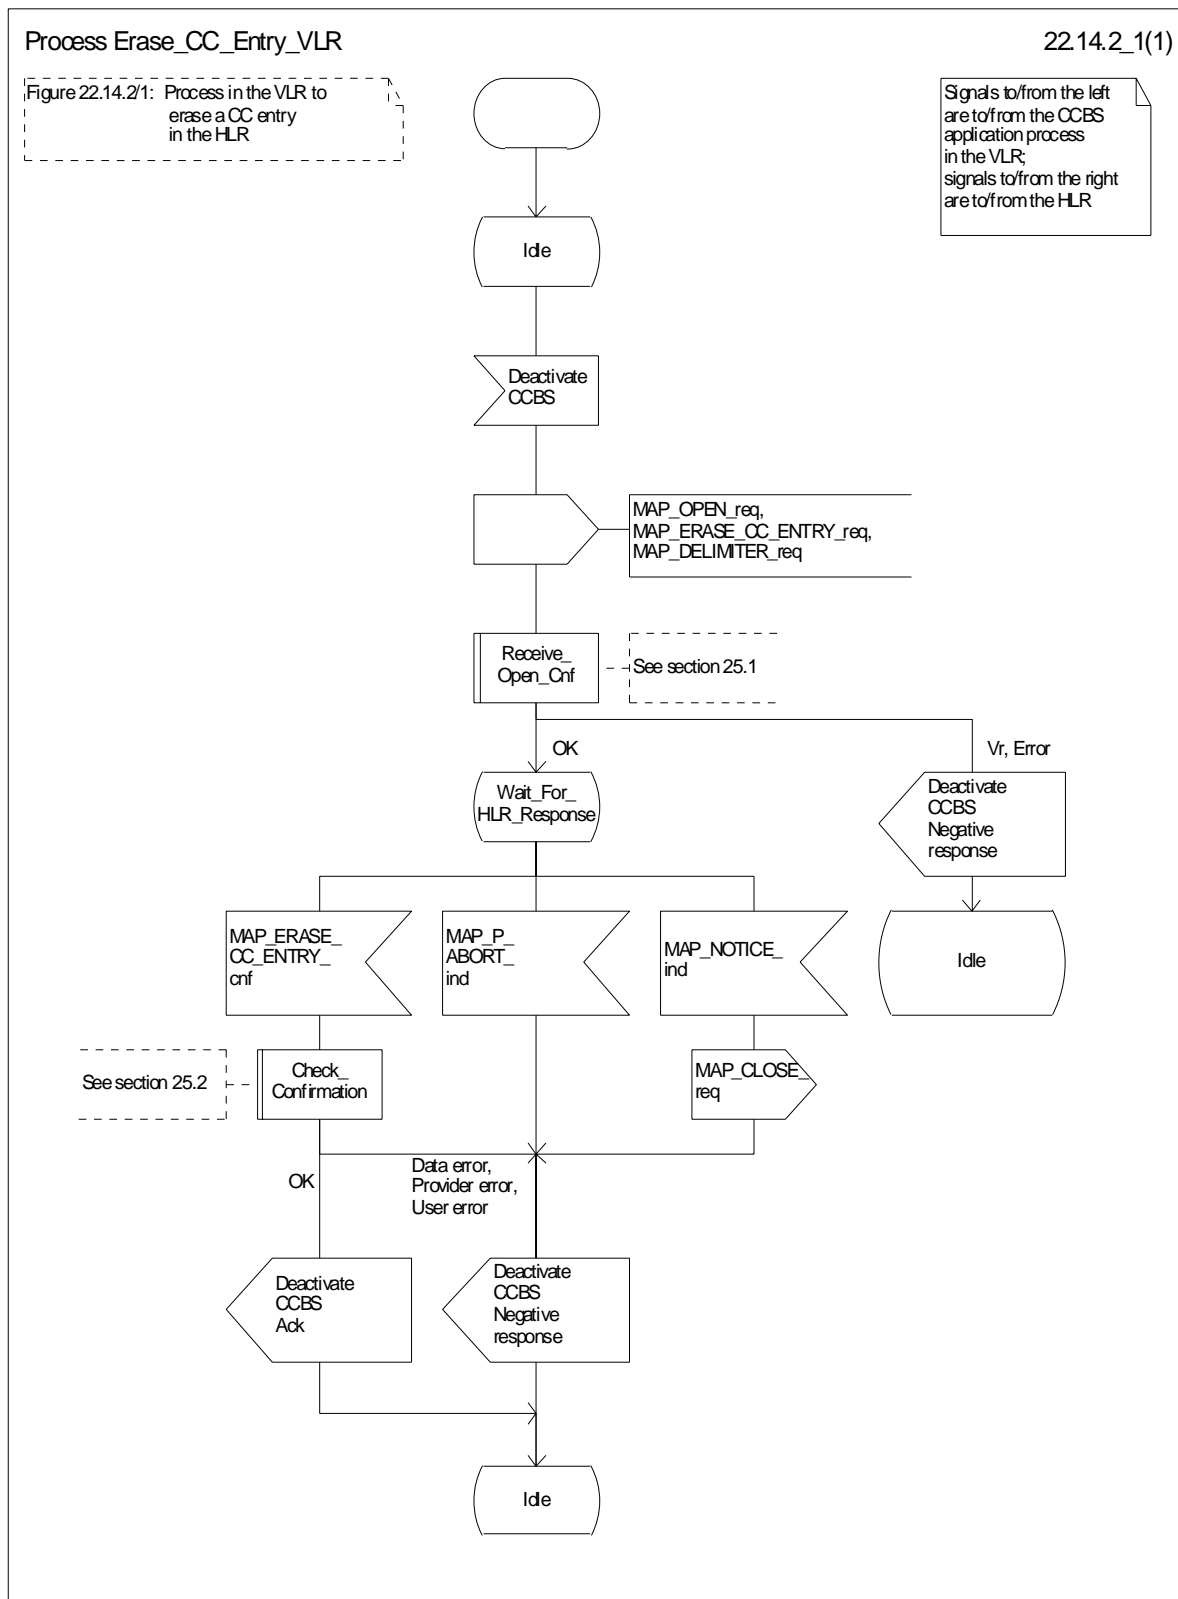 Process Erase_CC_Entry_VLR
22.14.2_1(1)
Figure 22.14.2/1: Process in the VLR to
erase a CC entry
in the HLR
Signals to/from the left
are to/from the CCBS
application process
in the VLR;
signals to/from the right
are to/from the HLR
Idle
Deactivate
CCBS
MAP_OPEN_req,
MAP_ERASE_CC_ENTRY_req,
MAP_DELIMITER_req
Receive_
Open_Cnf
See section 25.1
OK
Vr, Error
Wait_For_
HLR_Response
Deactivate
CCBS
Negative
response
Idle
MAP_ERASE_
CC_ENTRY_
cnf
MAP_P_
ABORT_
ind
MAP_NOTICE_
ind
See section 25.2
Check_
Confirmation
MAP_CLOSE_
req
OK
Data error,
Provider error,
User error
Deactivate
CCBS
Ack
Deactivate
CCBS
Negative
response
Idle